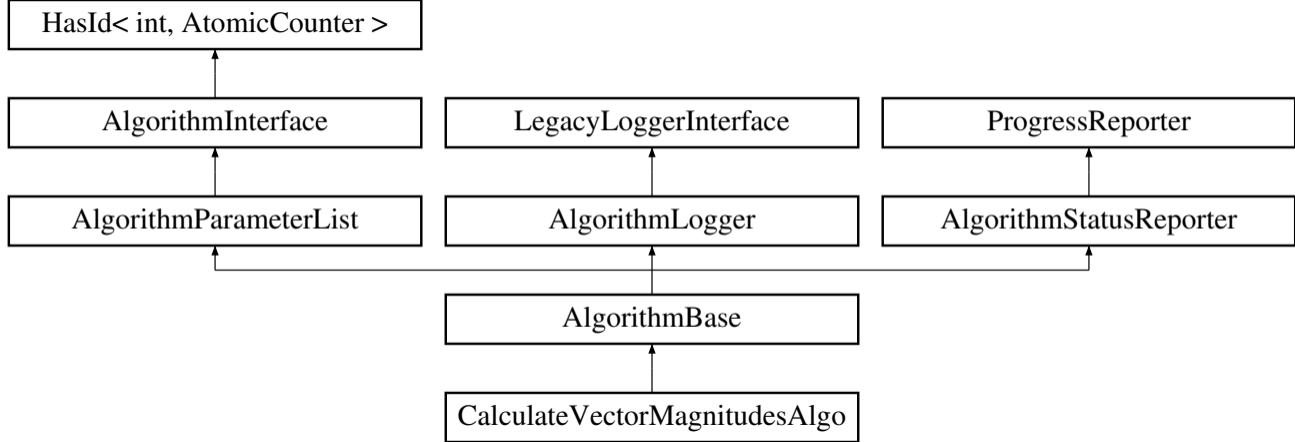 HasId< int, AtomicCounter >
AlgorithmInterface
LegacyLoggerInterface
ProgressReporter
AlgorithmParameterList
AlgorithmLogger
AlgorithmStatusReporter
AlgorithmBase
CalculateVectorMagnitudesAlgo